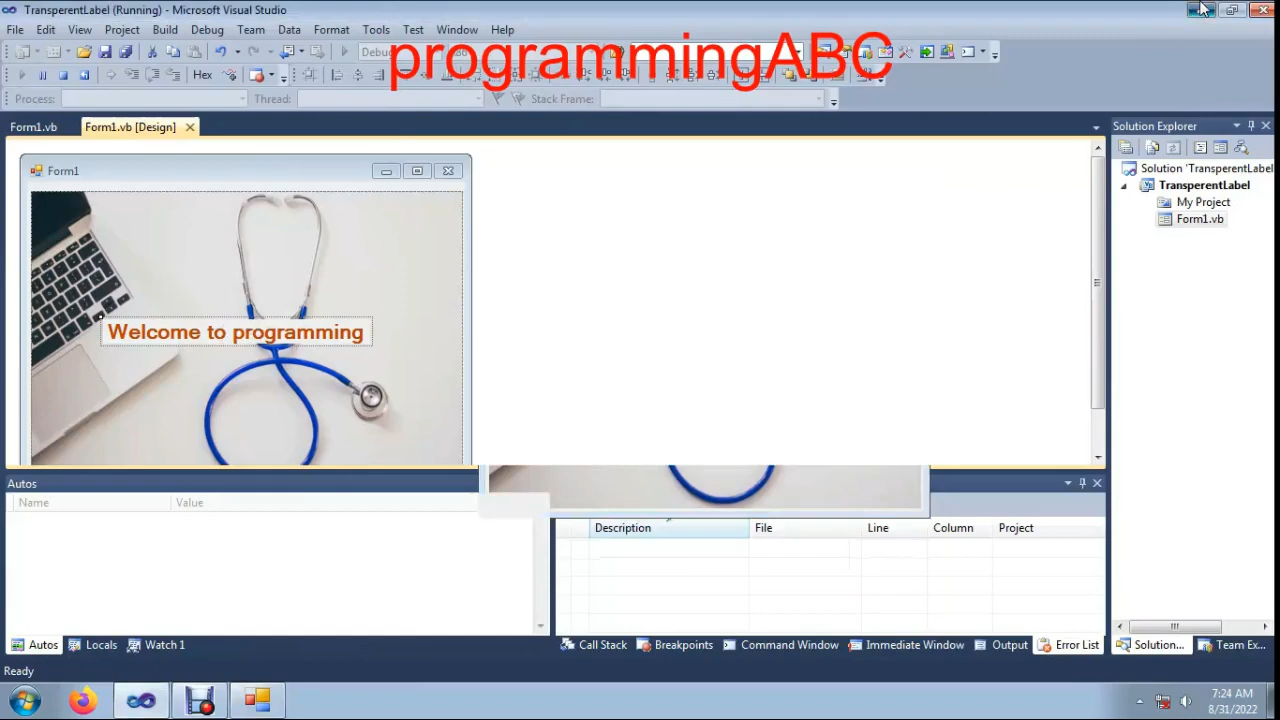 TransperentLabel (Running) - Microsoft Visual Studio
File Edit View Project Build Debug Team Data Format Tools Test Window Help
programmingABC
Debug
Hex
Process: Thread: Stack Frame:
Form1.vb Form1.vb [Design]
Solution Explorer
Form1
Solution 'TransperentLabel
TransperentLabel
My Project
Form1.vb
Welcome to programming
Autos
Name Value
Description File Line Column Project
Autos Locals Watch 1
Call Stack Breakpoints Command Window Immediate Window Output Error List
Solution... Team Ex...
Ready
7:24 AM
8/31/2022